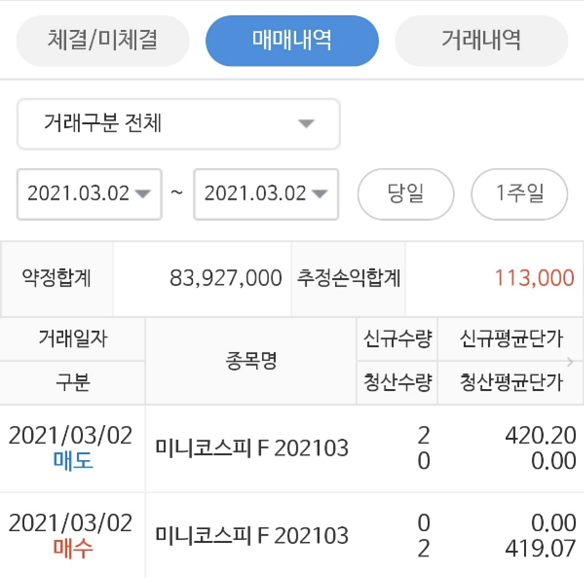 체결/미체결 매매내역 거래내역
거래구분 전체
2021.03.02 ~ 2021.03.02 당일 1주일
약정합계 83,927,000 추정손익합계 113,000
거래일자 종목명 신규수량 신규평균단가
구분 청산수량 청산평균단가
2021/03/02 미니코스피 F 202103 2 420.20
매도 0 0.00
2021/03/02 미니코스피 F 202103 0 0.00
매수 2 419.07